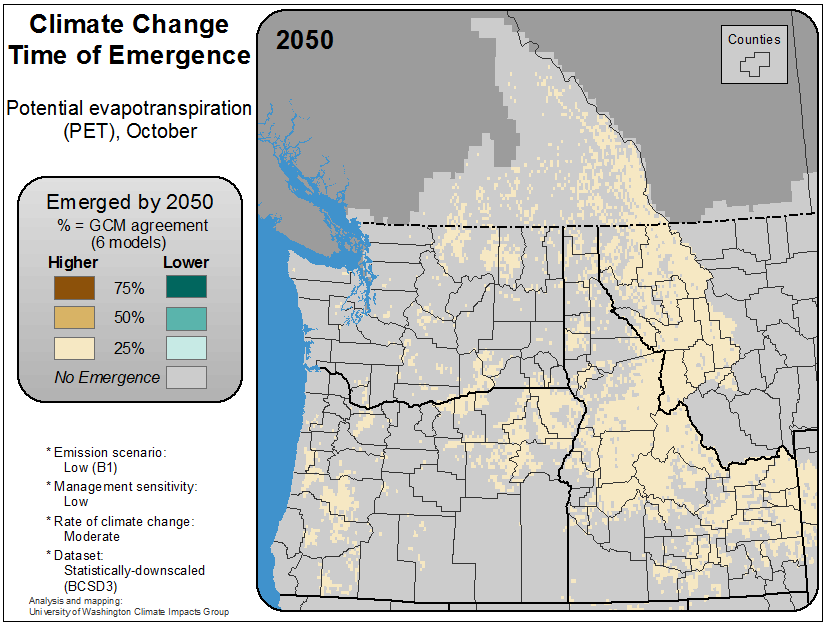 Climate Change
Time of Emergence
Potential evapotranspiration
(PET), October
Emerged by 2050
% = GCM agreement
(6 models)
Higher Lower
75%
50%
25%
No Emergence
* Emission scenario:
Low (B1)
* Management sensitivity:
Low
* Rate of climate change:
Moderate
* Dataset:
Statistically-downscaled
(BCSD3)
Analysis and mapping:
University of Washington Climate Impacts Group
2050
Counties